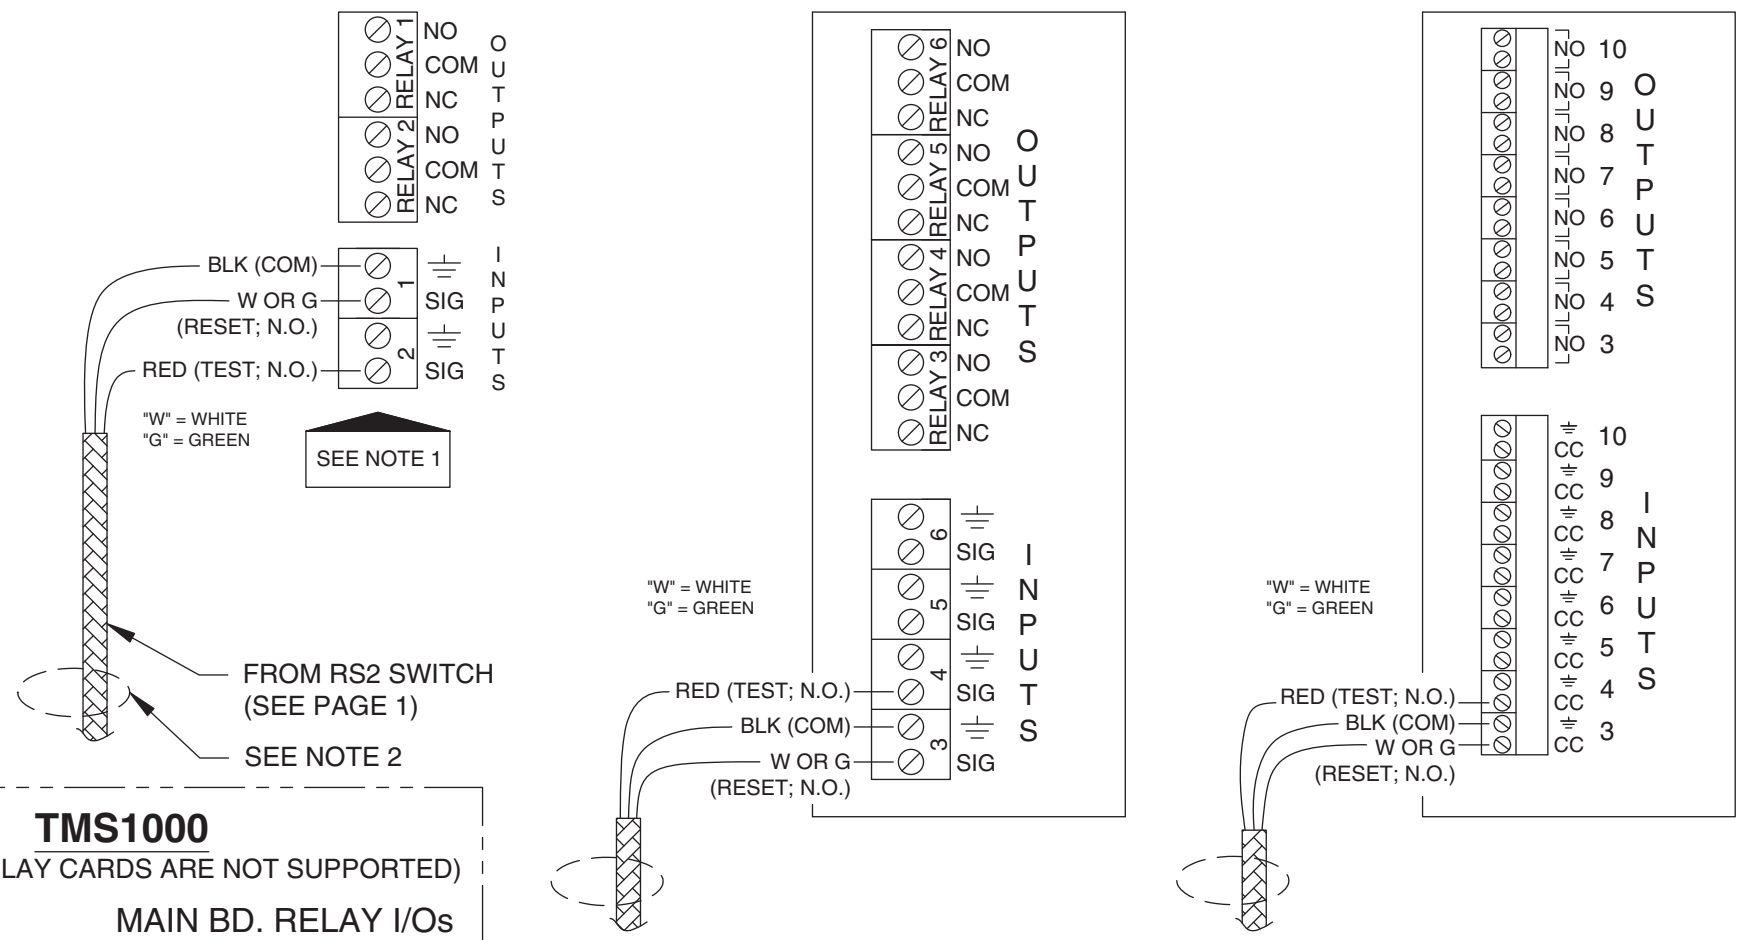 RELAY 1
NO
COM
NC
RELAY 2
NO
COM
NC
OUTPUTS
BLK (COM)
W OR G
(RESET; N.O.)
RED (TEST; N.O.)
1
SIG
2
SIG
INPUTS
"W" = WHITE
"G" = GREEN
SEE NOTE 1
FROM RS2 SWITCH
(SEE PAGE 1)
SEE NOTE 2
TMS1000
LAY CARDS ARE NOT SUPPORTED)
MAIN BD. RELAY I/Os
RELAY 6
NO
COM
NC
RELAY 5
NO
COM
NC
RELAY 4
NO
COM
NC
RELAY 3
NO
COM
NC
OUTPUTS
6
SIG
5
SIG
4
SIG
3
SIG
INPUTS
"W" = WHITE
"G" = GREEN
RED (TEST; N.O.)
BLK (COM)
W OR G
(RESET; N.O.)
NO 10
NO 9
NO 8
NO 7
NO 6
NO 5
NO 4
NO 3
OUTPUTS
10
CC
9
CC
8
CC
7
CC
6
CC
5
CC
4
CC
3
CC
INPUTS
"W" = WHITE
"G" = GREEN
RED (TEST; N.O.)
BLK (COM)
W OR G
(RESET; N.O.)